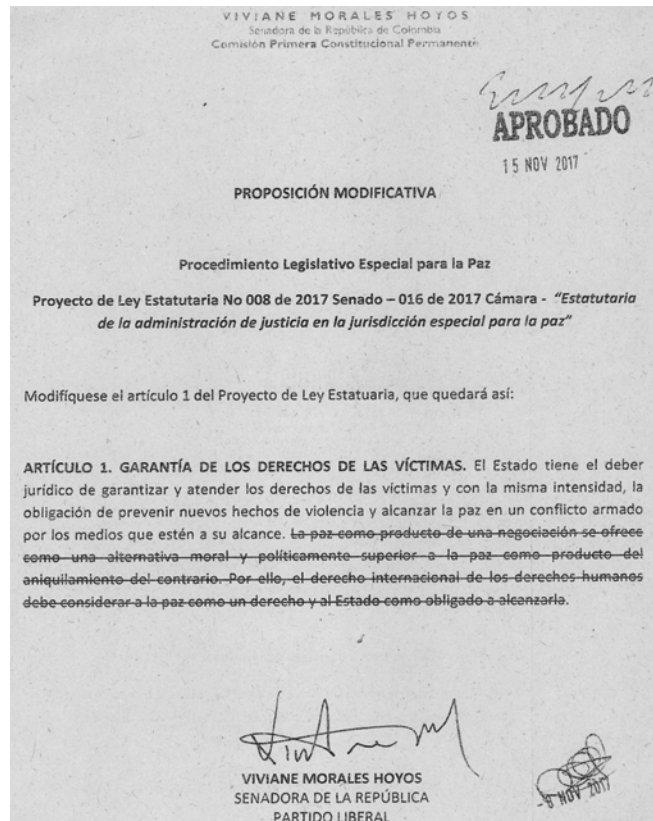 VIVIANE MORALES HOYOS
Senadora de la República de Colombia
Comisión Primera Constitucional Permanente
APROBADO
15 NOV 2017
PROPOSICIÓN MODIFICATIVA
Procedimiento Legislativo Especial para la Paz
Proyecto de Ley Estatutaria No 008 de 2017 Senado – 016 de 2017 Cámara - "Estatutaria
de la administración de justicia en la jurisdicción especial para la paz"
Modifíquese el artículo 1 del Proyecto de Ley Estatuaria, que quedará así:
ARTÍCULO 1. GARANTÍA DE LOS DERECHOS DE LAS VÍCTIMAS. El Estado tiene el deber
jurídico de garantizar y atender los derechos de las víctimas y con la misma intensidad, la
obligación de prevenir nuevos hechos de violencia y alcanzar la paz en un conflicto armado
por los medios que estén a su alcance. La paz como producto de una negociación se ofrece
como una alternativa moral y políticamente superior a la paz como producto del
aniquilamiento del contrario. Por ello, el derecho internacional de los derechos humanos
debe considerar a la paz como un derecho y al Estado como obligado a alcanzarla.
VIVIANE MORALES HOYOS
SENADORA DE LA REPÚBLICA
PARTIDO LIBERAL
NOV 2017